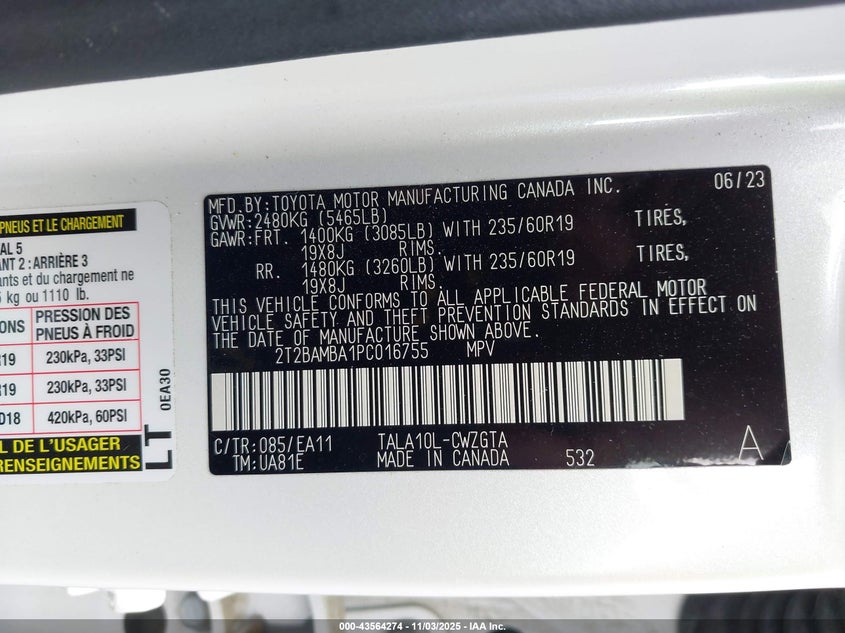 PNEUS ET LE CHARGEMENT
AL 5
ANT 2 : ARRIÈRE 3
ants et du chargement ne
5 kg ou 1110 lb.
IONS
PRESSION DES
PNEUS À FROID
R19
230kPa, 33PSI
R19
230kPa, 33PSI
D18
420kPa, 60PSI
L DE L'USAGER
RENSEIGNEMENTS
0EA30
LT
MFD.BY:TOYOTA MOTOR MANUFACTURING CANADA INC. 06/23
GVWR:2480KG (5465LB)
GAWR:FRT. 1400KG (3085LB) WITH 235/60R19 TIRES,
19X8J RIMS.
RR. 1480KG (3260LB) WITH 235/60R19 TIRES,
19X8J RIMS.
THIS VEHICLE CONFORMS TO ALL APPLICABLE FEDERAL MOTOR
VEHICLE SAFETY AND THEFT PREVENTION STANDARDS IN EFFECT ON
THE DATE OF MANUFACTURE SHOWN ABOVE.
2T2BAMBA1PC016755 MPV
C/TR:085/EA11 TALA10L-CWZGTA
TM:UA81E MADE IN CANADA 532
A
000-43564274 - 11/03/2025 - IAA Inc.